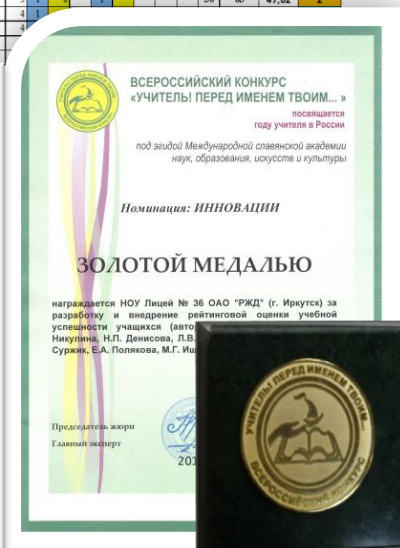 ВСЕРОССИЙСКИЙ КОНКУРС
«УЧИТЕЛЬ! ПЕРЕД ИМЕНЕМ ТВОИМ... »
посвящается
году учителя в России
под эгидой Международной славянской академии
наук, образования, искусств и культуры
Номинация: ИННОВАЦИИ
ЗОЛОТОЙ МЕДАЛЬЮ
награждается НОУ Лицей № 36 ОАО "РЖД" (г. Иркутск) за
разработку и внедрение рейтинговой оценки учебной
успешности учащихся
Никулина, Н.П. Денисова, Л.В.
Суржик, Е.А. Полякова, М.Г.
Председатель жюри
Главный эксперт
УЧИТЕЛЬ! ПЕРЕД ИМЕНЕМ ТВОИМ...
ВСЕРОССИЙСКИЙ КОНКУРС